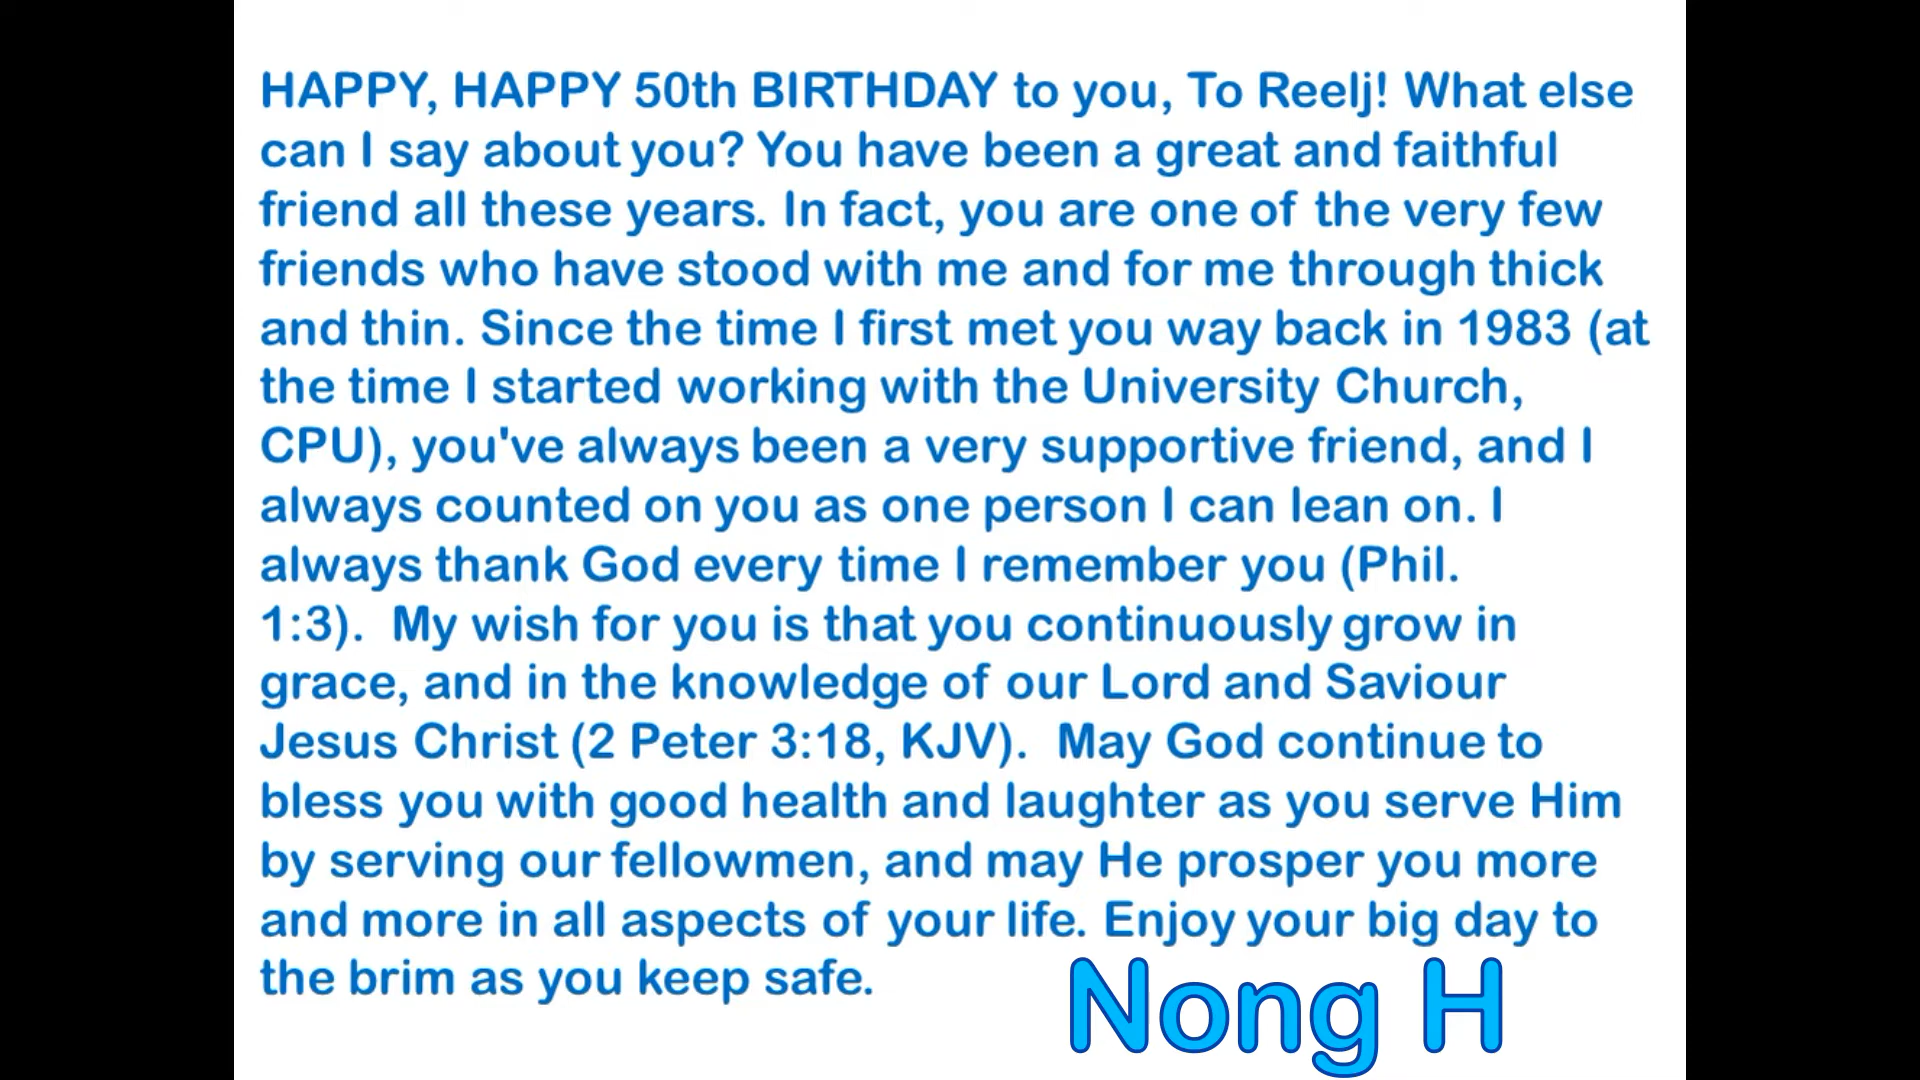 HAPPY, HAPPY 50th BIRTHDAY to you, To Reelj! What else
can I say about you? You have been a great and faithful
friend all these years. In fact, you are one of the very few
friends who have stood with me and for me through thick
and thin. Since the time I first met you way back in 1983 (at
the time I started working with the University Church,
CPU), you've always been a very supportive friend, and I
always counted on you as one person I can lean on. I
always thank God every time I remember you (Phil.
1:3).  My wish for you is that you continuously grow in
grace, and in the knowledge of our Lord and Saviour
Jesus Christ (2 Peter 3:18, KJV).  May God continue to
bless you with good health and laughter as you serve Him
by serving our fellowmen, and may He prosper you more
and more in all aspects of your life. Enjoy your big day to
the brim as you keep safe.
Nong H